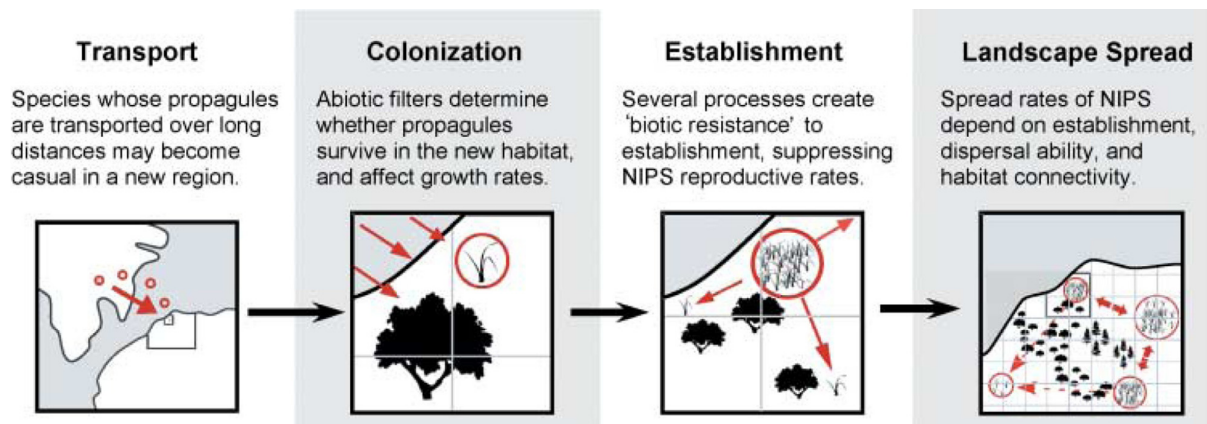 Transport
Species whose propagules
are transported over long
distances may become
casual in a new region.
Colonization
Abiotic filters determine
whether propagules
survive in the new habitat,
and affect growth rates.
Establishment
Several processes create
'biotic resistance' to
establishment, suppressing
NIPS reproductive rates.
Landscape Spread
Spread rates of NIPS
depend on establishment,
dispersal ability, and
habitat connectivity.